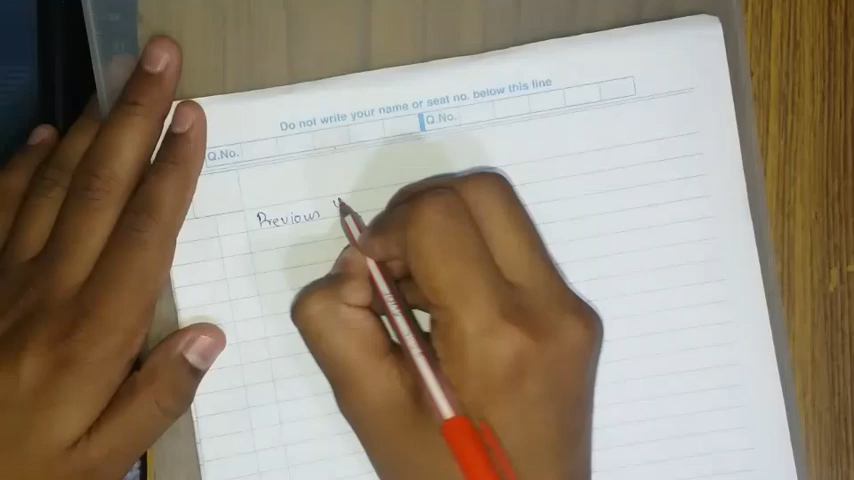 Do not write your name or seat no. below this line
Q.No. Q.No.
Previous